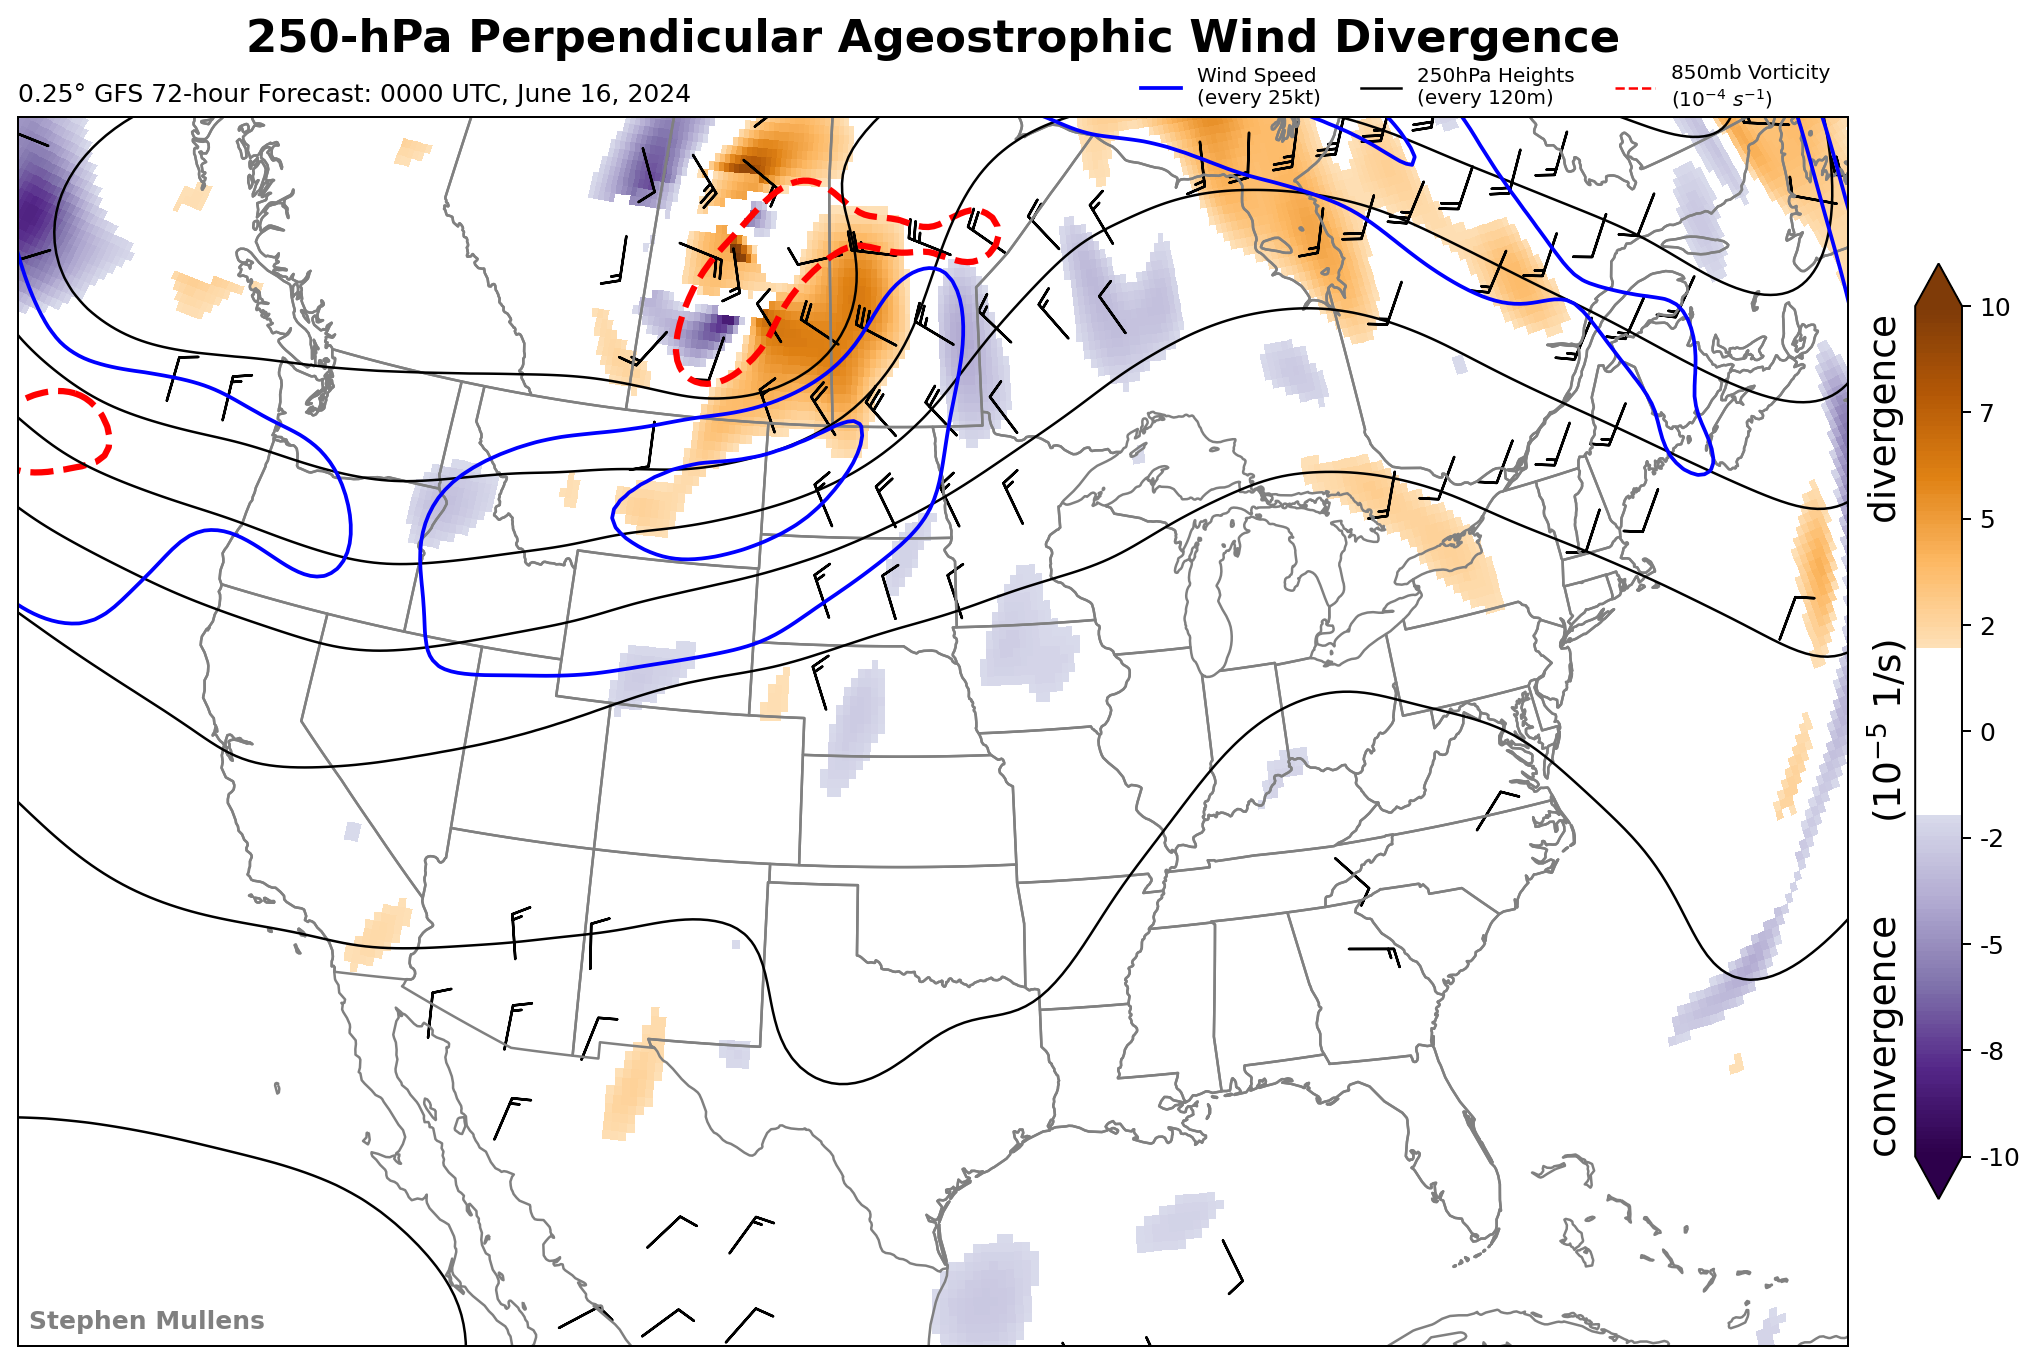 250-hPa Perpendicular Ageostrophic Wind Divergence
0.25° GFS 72-hour Forecast: 0000 UTC, June 16, 2024
Wind Speed
(every 25kt)
250hPa Heights
(every 120m)
850mb Vorticity
(10⁻⁴ s⁻¹)
10
7
5
2
0
-2
-5
-8
-10
convergence (10⁻⁵ 1/s) divergence
Stephen Mullens